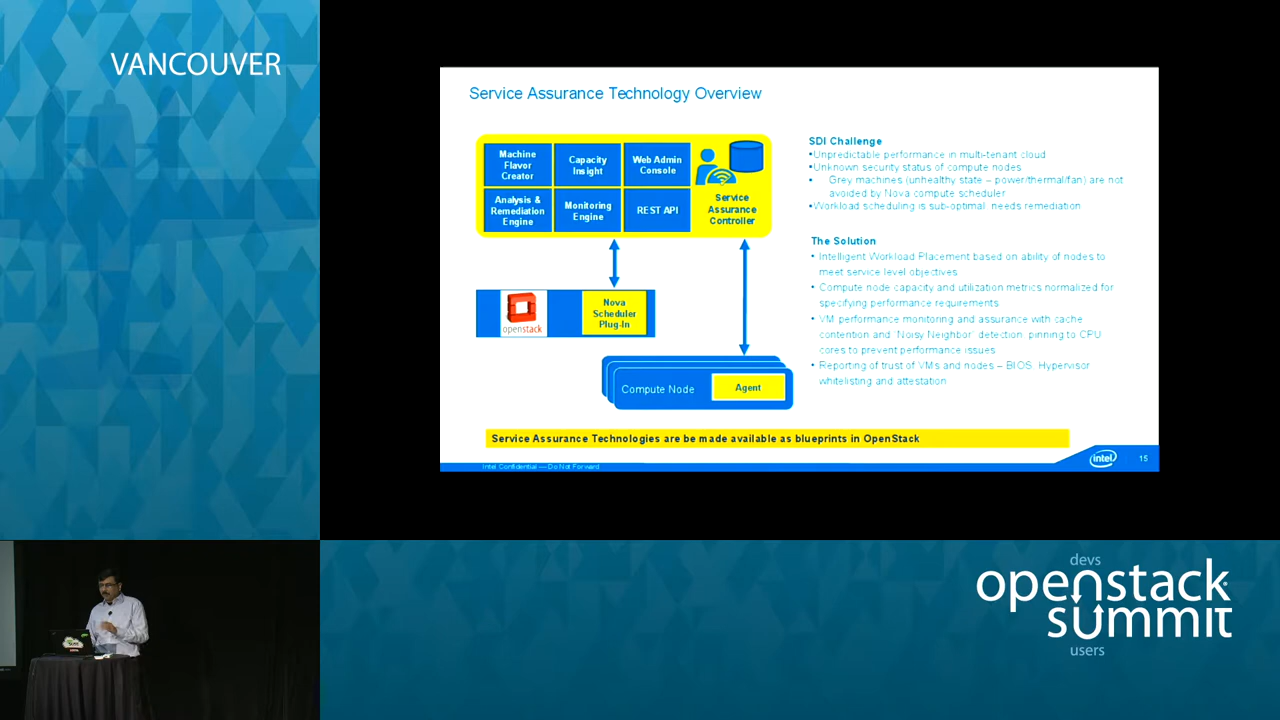 VANCOUVER
Service Assurance Technology Overview
Machine
Flavor
Creator
Capacity
Insight
Web Admin
Console
Analysis &
Remediation
Engine
Monitoring
Engine
REST API
Service
Assurance
Controller
openstack
Nova
Scheduler
Plug-In
Compute Node
Agent
SDI Challenge
•Unpredictable performance in multi-tenant cloud
•Unknown security status of compute nodes
• Grey machines (unhealthy state – power/thermal/fan) are not
avoided by Nova compute scheduler
•Workload scheduling is sub-optimal, needs remediation
The Solution
• Intelligent Workload Placement based on ability of nodes to
meet service level objectives
• Compute node capacity and utilization metrics normalized for
specifying performance requirements
• VM performance monitoring and assurance with cache
contention and 'Noisy Neighbor' detection, pinning to CPU
cores to prevent performance issues
• Reporting of trust of VMs and nodes – BIOS, Hypervisor
whitelisting and attestation
Service Assurance Technologies are be made available as blueprints in OpenStack
Intel Confidential — Do Not Forward
intel
15
devs
openstack
summit
users